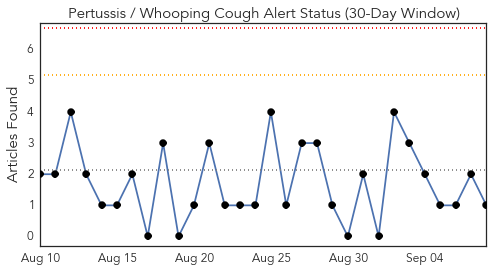 Pertussis / Whooping Cough Alert Status (30-Day Window)
Articles Found
6
5
4
3
2
1
0
Aug 10 Aug 15 Aug 20 Aug 25 Aug 30 Sep 04